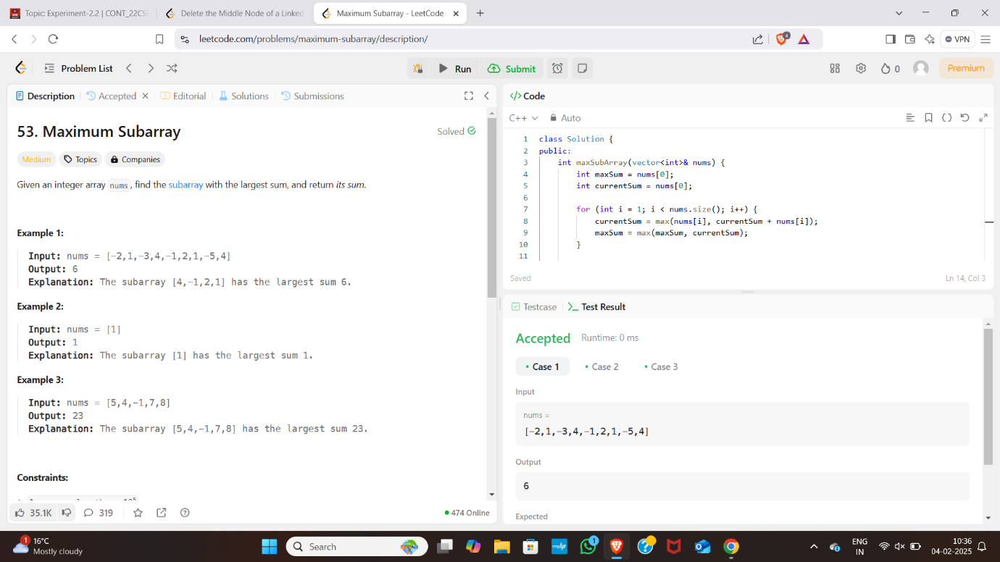 Topic: Experiment-2.2 | CONT_22CS
Delete the Middle Node of a Linked
Maximum Subarray - LeetCode
leetcode.com/problems/maximum-subarray/description/
4
VPN
Problem List
Run
Submit
0
Premium
Description
Accepted
Editorial
Solutions
Submissions
53. Maximum Subarray
Solved
Medium
Topics
Companies
Given an integer array nums, find the subarray with the largest sum, and return its sum.
Example 1:
Input: nums = [-2,1,-3,4,-1,2,1,-5,4]
Output: 6
Explanation: The subarray [4,-1,2,1] has the largest sum 6.
Example 2:
Input: nums = [1]
Output: 1
Explanation: The subarray [1] has the largest sum 1.
Example 3:
Input: nums = [5,4,-1,7,8]
Output: 23
Explanation: The subarray [5,4,-1,7,8] has the largest sum 23.
Constraints:
35.1K
319
474 Online
</> Code
C++
Auto
1 class Solution {
2 public:
3 int maxSubArray(vector<int>& nums) {
4 int maxSum = nums[0];
5 int currentSum = nums[0];
6
7 for (int i = 1; i < nums.size(); i++) {
8 currentSum = max(nums[i], currentSum + nums[i]);
9 maxSum = max(maxSum, currentSum);
10 }
11
Saved
Ln 14, Col 3
Testcase
Test Result
Accepted
Runtime: 0 ms
• Case 1
• Case 2
• Case 3
Input
nums =
[-2,1,-3,4,-1,2,1,-5,4]
Output
6
Expected
1
16°C
Mostly cloudy
Search
myHP
1
ENG
IN
10:36
04-02-2025